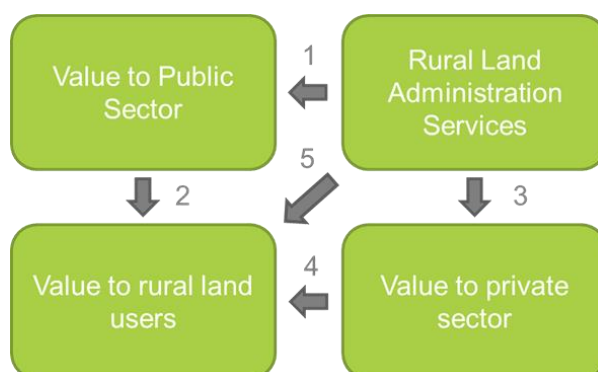 Value to Public
Sector
1
Rural Land
Administration
Services
5
2
3
Value to rural land
users
4
Value to private
sector